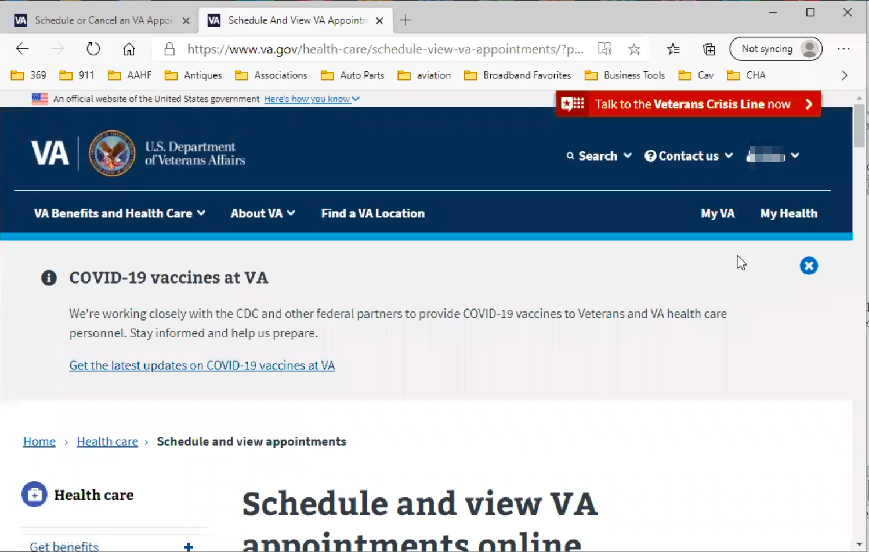 Schedule or Cancel an VA Appoi
Schedule And View VA Appointm
https://www.va.gov/health-care/schedule-view-va-appointments/?p...
Not syncing
369 911 AAHF Antiques Associations Auto Parts aviation Broadband Favorites Business Tools Cav CHA
An official website of the United States government Here's how you know
Talk to the Veterans Crisis Line now
VA
U.S. Department
of Veterans Affairs
Search Contact us
VA Benefits and Health Care About VA Find a VA Location My VA My Health
COVID-19 vaccines at VA
We're working closely with the CDC and other federal partners to provide COVID-19 vaccines to Veterans and VA health care
personnel. Stay informed and help us prepare.
Get the latest updates on COVID-19 vaccines at VA
Home › Health care › Schedule and view appointments
Health care
Schedule and view VA
appointments online
Get benefits